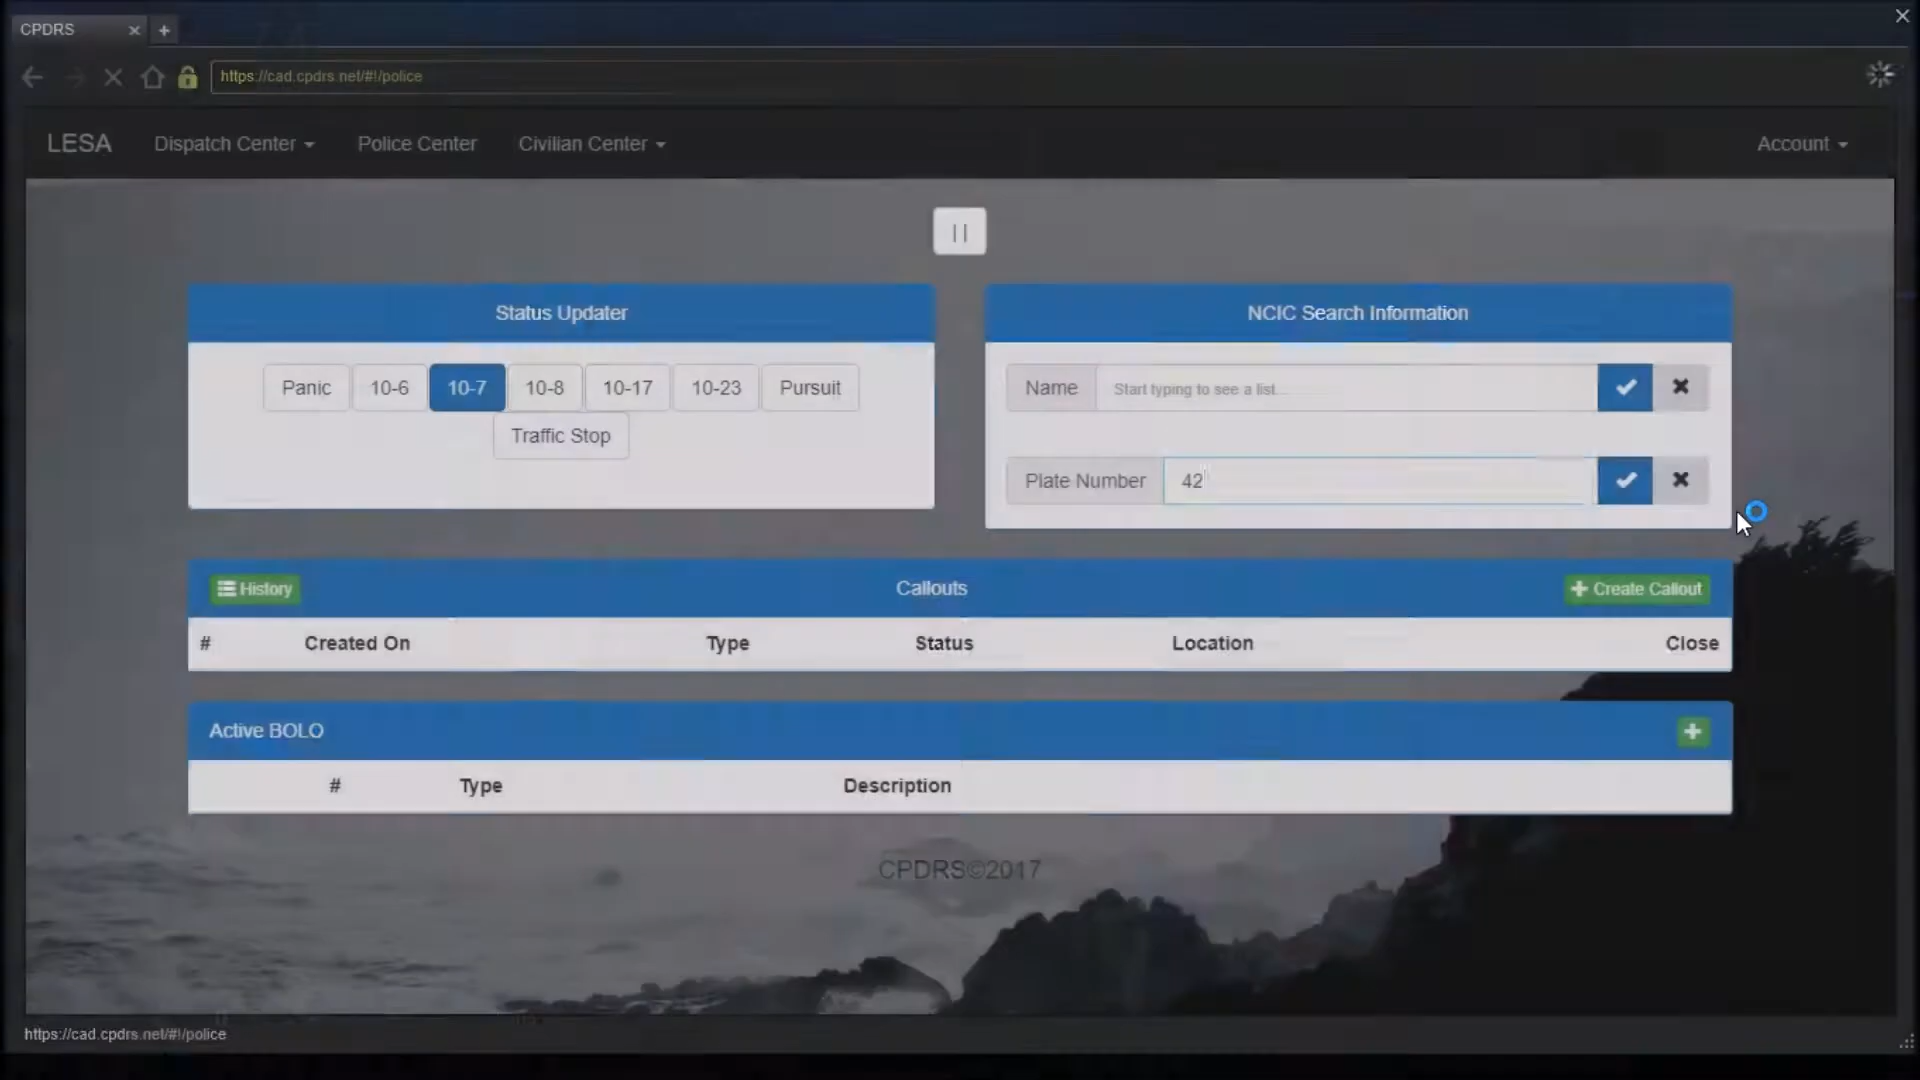 CPDRS
https://cad.cpdrs.net/#!/police
LESA Dispatch Center Police Center Civilian Center Account
Status Updater
Panic 10-6 10-7 10-8 10-17 10-23 Pursuit
Traffic Stop
NCIC Search Information
Name Start typing to see a list...
Plate Number 42
History Callouts Create Callout
# Created On Type Status Location Close
Active BOLO
# Type Description
CPDRS©2017
https://cad.cpdrs.net/#!/police